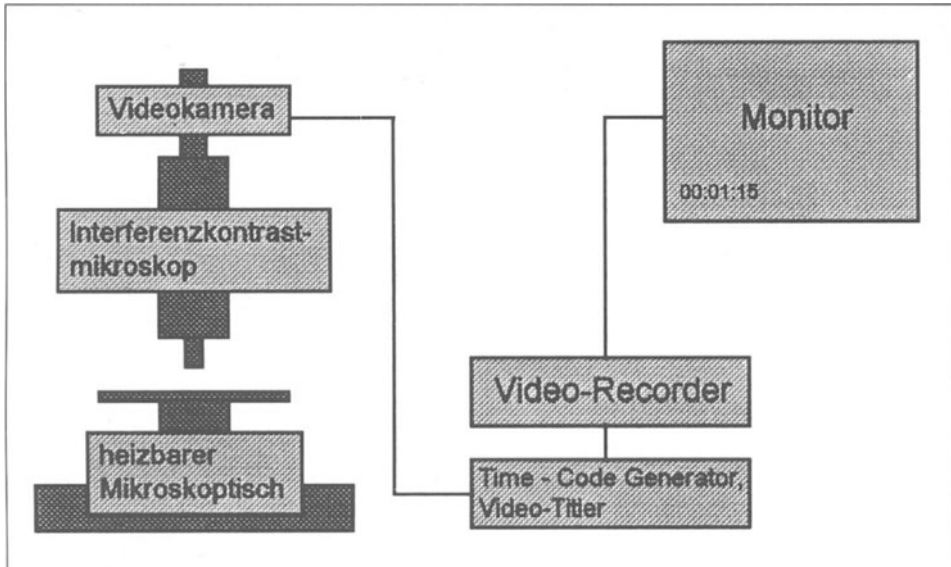 Videokamera
Interferenzkontrast-
mikroskop
heizbarer
Mikroskoptisch
Monitor
00:01:15
Video-Recorder
Time - Code Generator,
Video-Titler